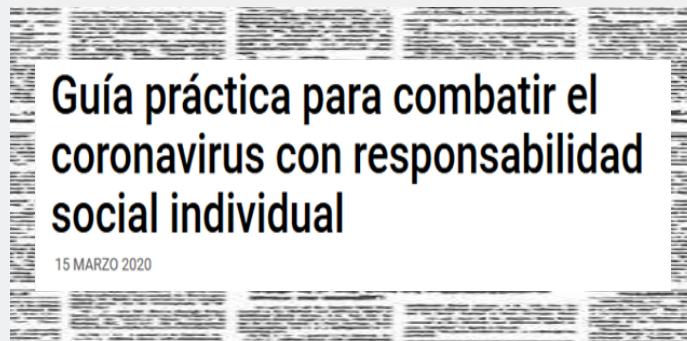 Guía práctica para combatir el
coronavirus con responsabilidad
social individual
15 MARZO 2020